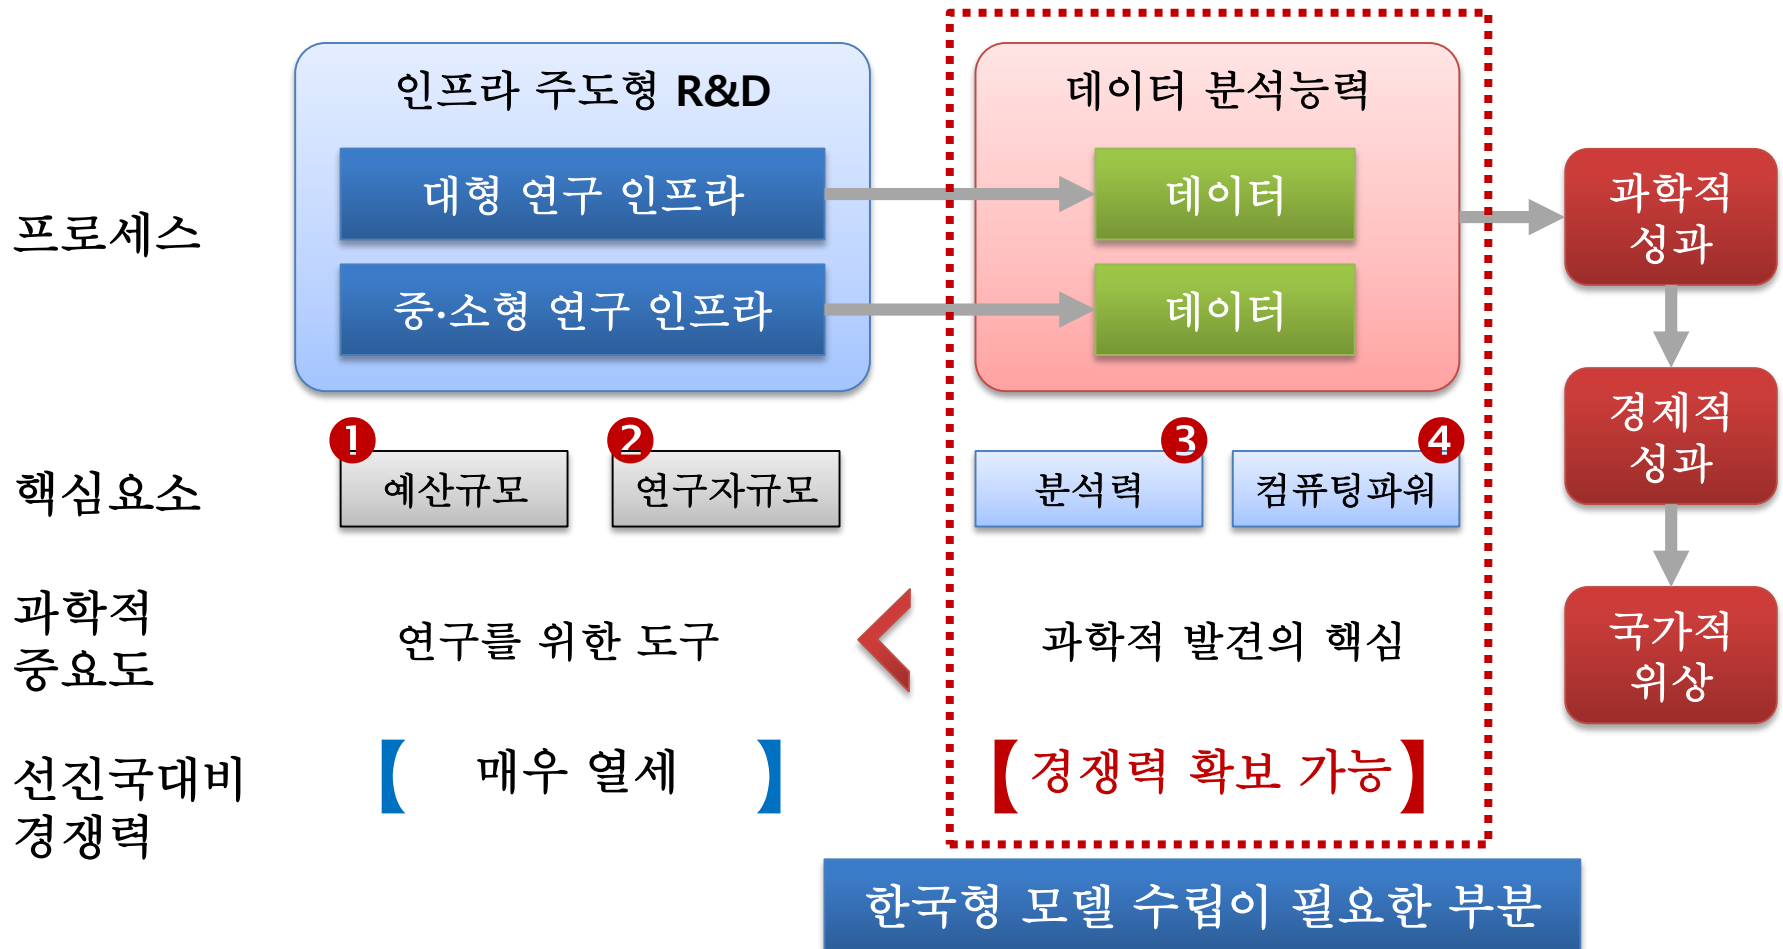 인프라 주도형 R&D
데이터 분석능력
프로세스
대형 연구 인프라
데이터
중·소형 연구 인프라
데이터
과학적
성과
경제적
성과
국가적
위상
핵심요소
❶
예산규모
❷
연구자규모
❸
분석력
❹
컴퓨팅파워
과학적
중요도
연구를 위한 도구
<
과학적 발견의 핵심
선진국대비
경쟁력
【 매우 열세 】
【 경쟁력 확보 가능 】
한국형 모델 수립이 필요한 부분